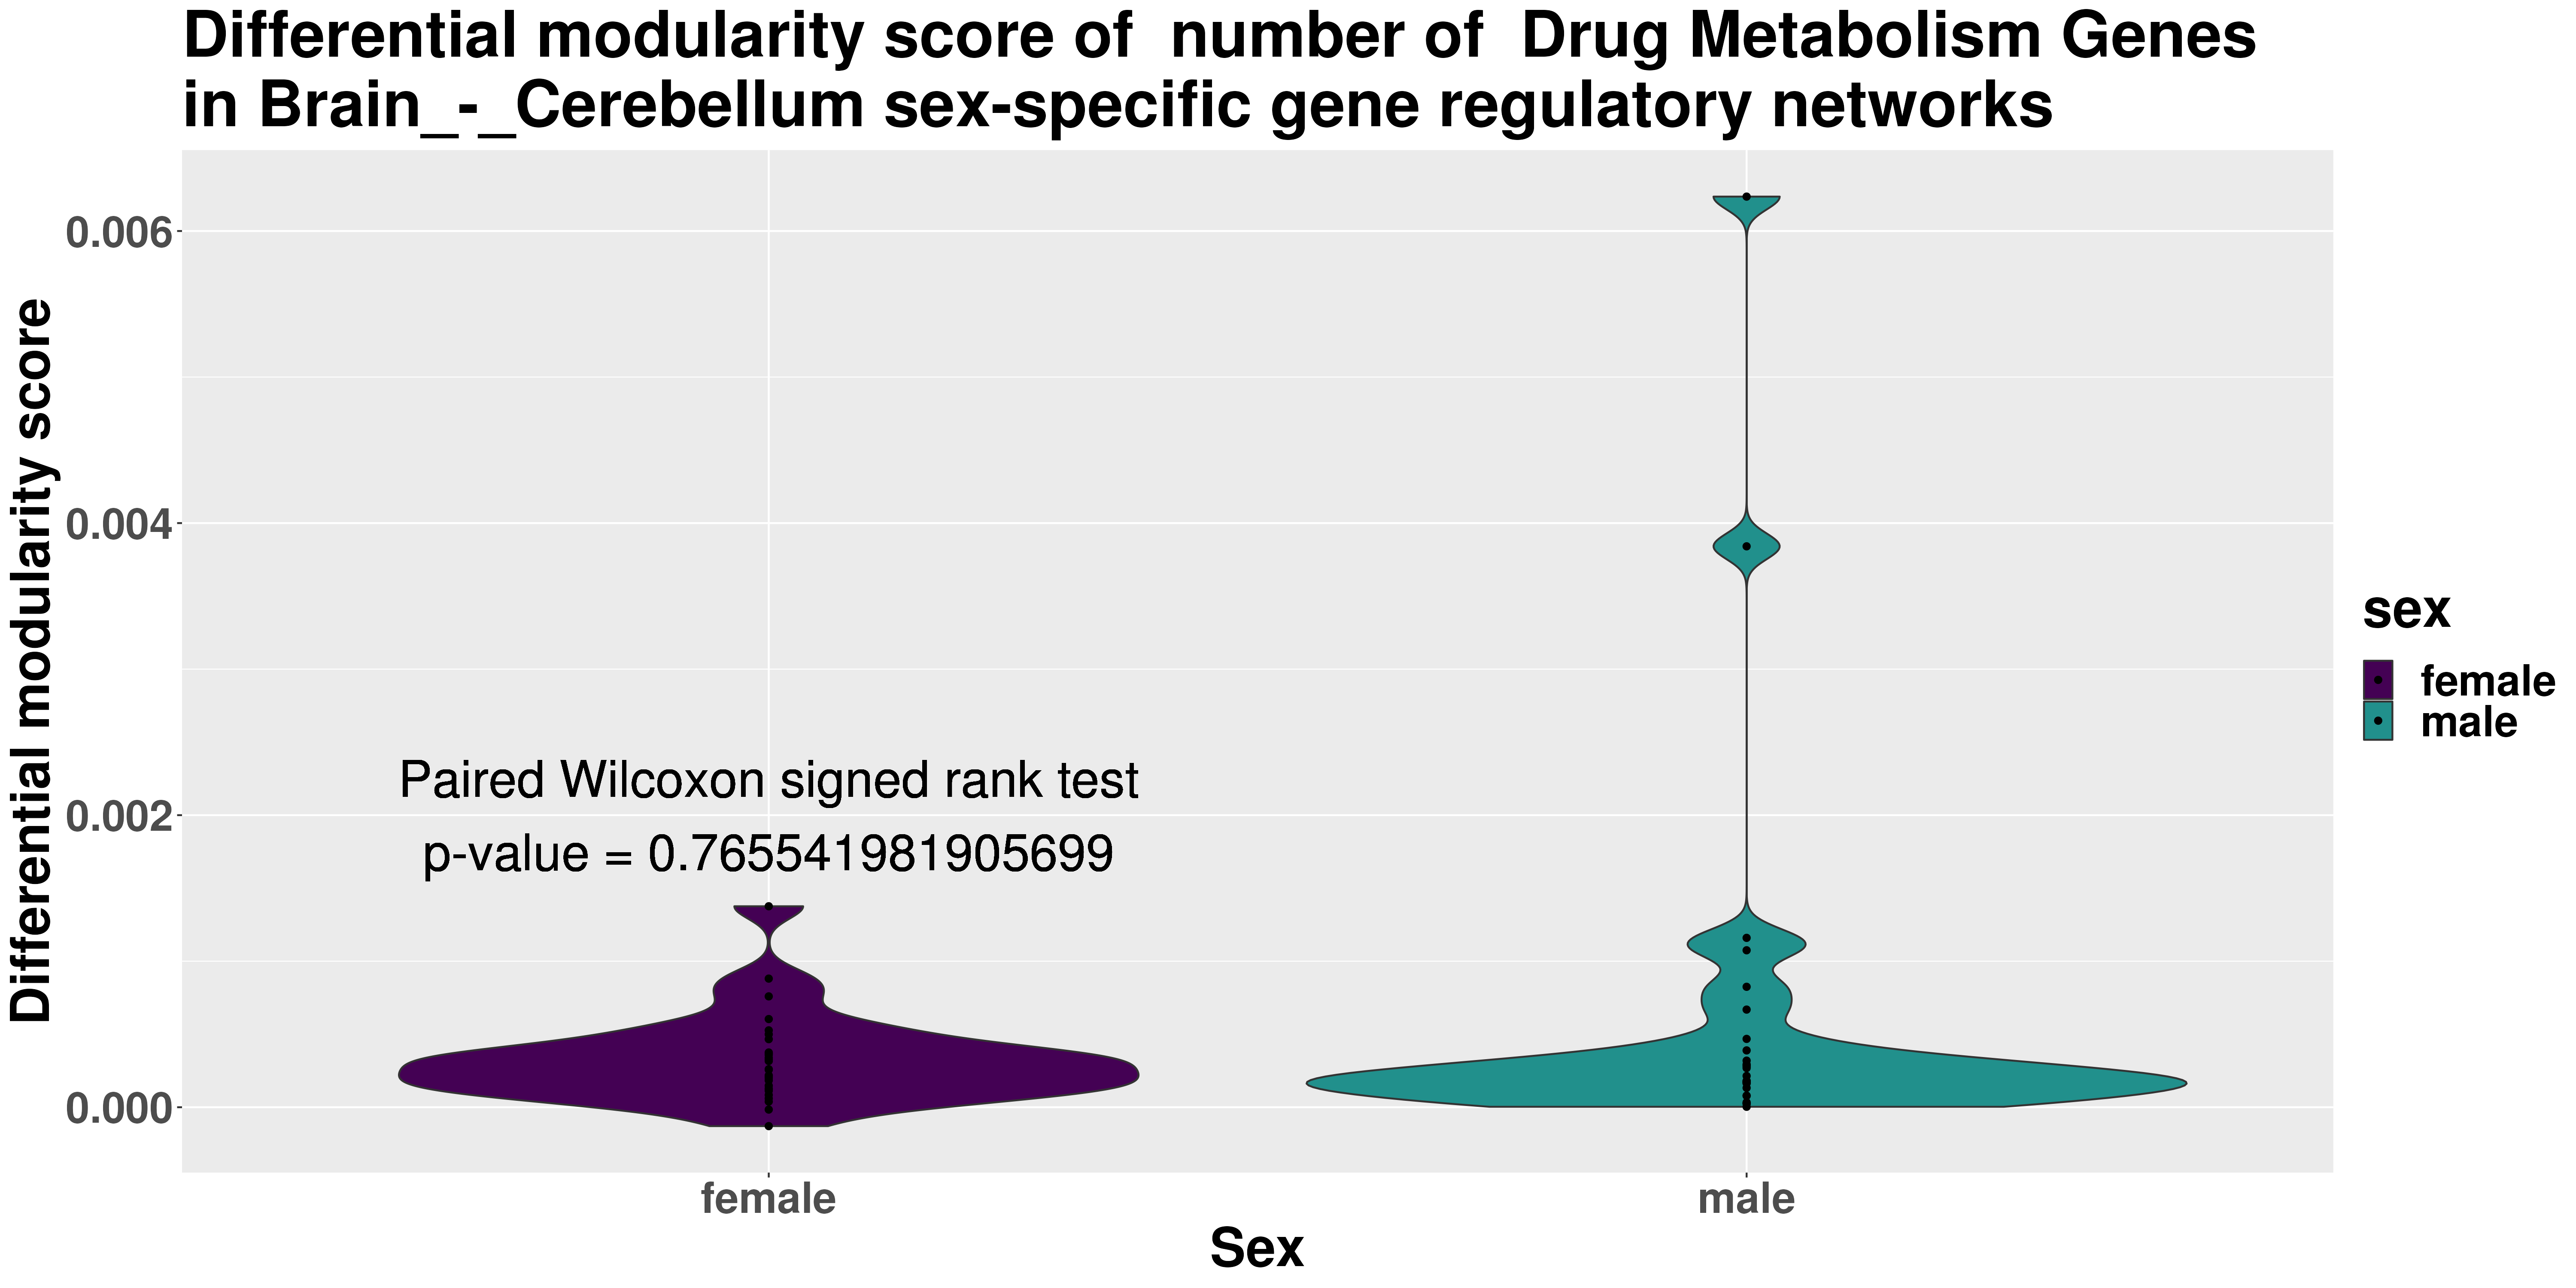 Differential modularity score of  number of  Drug Metabolism Genes
in Brain_-_Cerebellum sex-specific gene regulatory networks
Differential modularity score
0.006
0.004
0.002
0.000
Paired Wilcoxon signed rank test
p-value = 0.765541981905699
female
male
Sex
sex
female
male